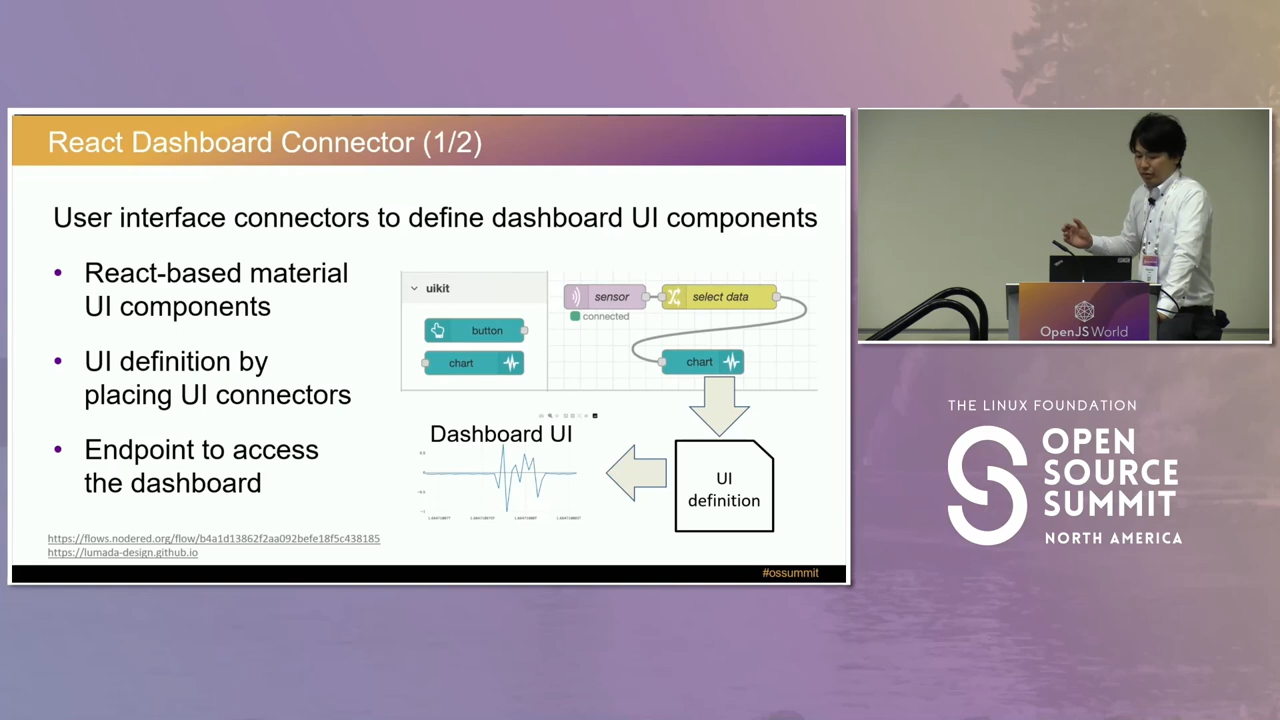 React Dashboard Connector (1/2)
User interface connectors to define dashboard UI components
• React-based material
UI components
• UI definition by
placing UI connectors
• Endpoint to access
the dashboard
uikit
button
chart
sensor
connected
select data
chart
Dashboard UI
UI
definition
https://flows.nodered.org/flow/b4a1d13862f2aa092befe18f5c438185
https://lumada-design.github.io
#ossummit
OpenJS World
THE LINUX FOUNDATION
OPEN
SOURCE
SUMMIT
NORTH AMERICA